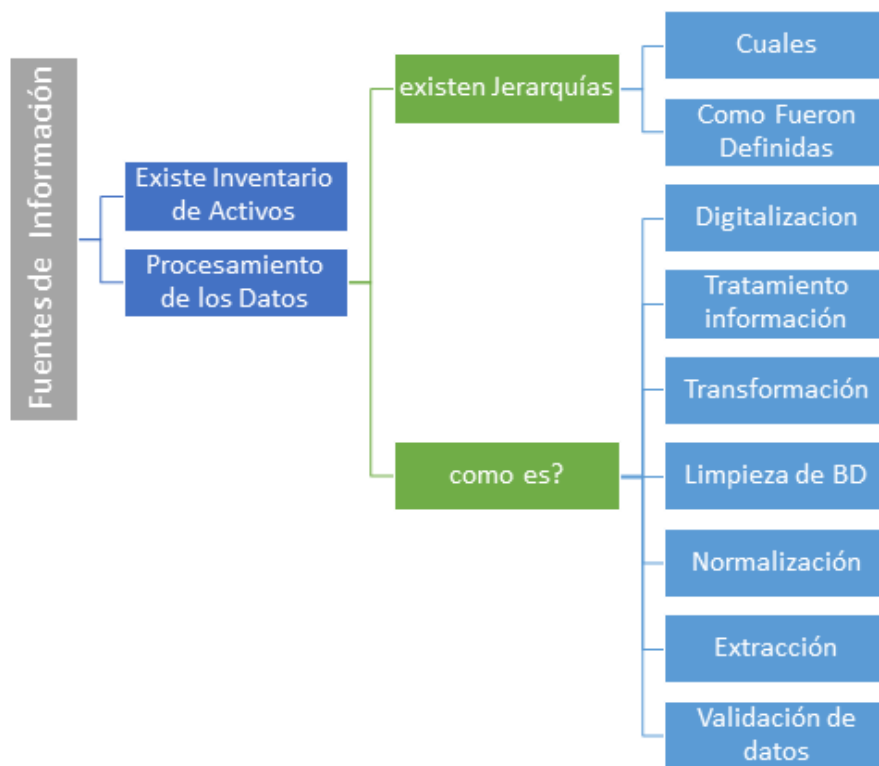 Fuentes de Información
Existe Inventario
de Activos
Procesamiento
de los Datos
existen Jerarquías
como es?
Cuales
Como Fueron
Definidas
Digitalizacion
Tratamiento
información
Transformación
Limpieza de BD
Normalización
Extracción
Validación de
datos